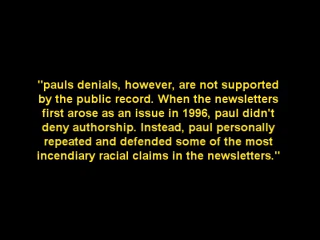 "pauls denials, however, are not supported
by the public record. When the newsletters
first arose as an issue in 1996, paul didn't
deny authorship. Instead, paul personally
repeated and defended some of the most
incendiary racial claims in the newsletters."